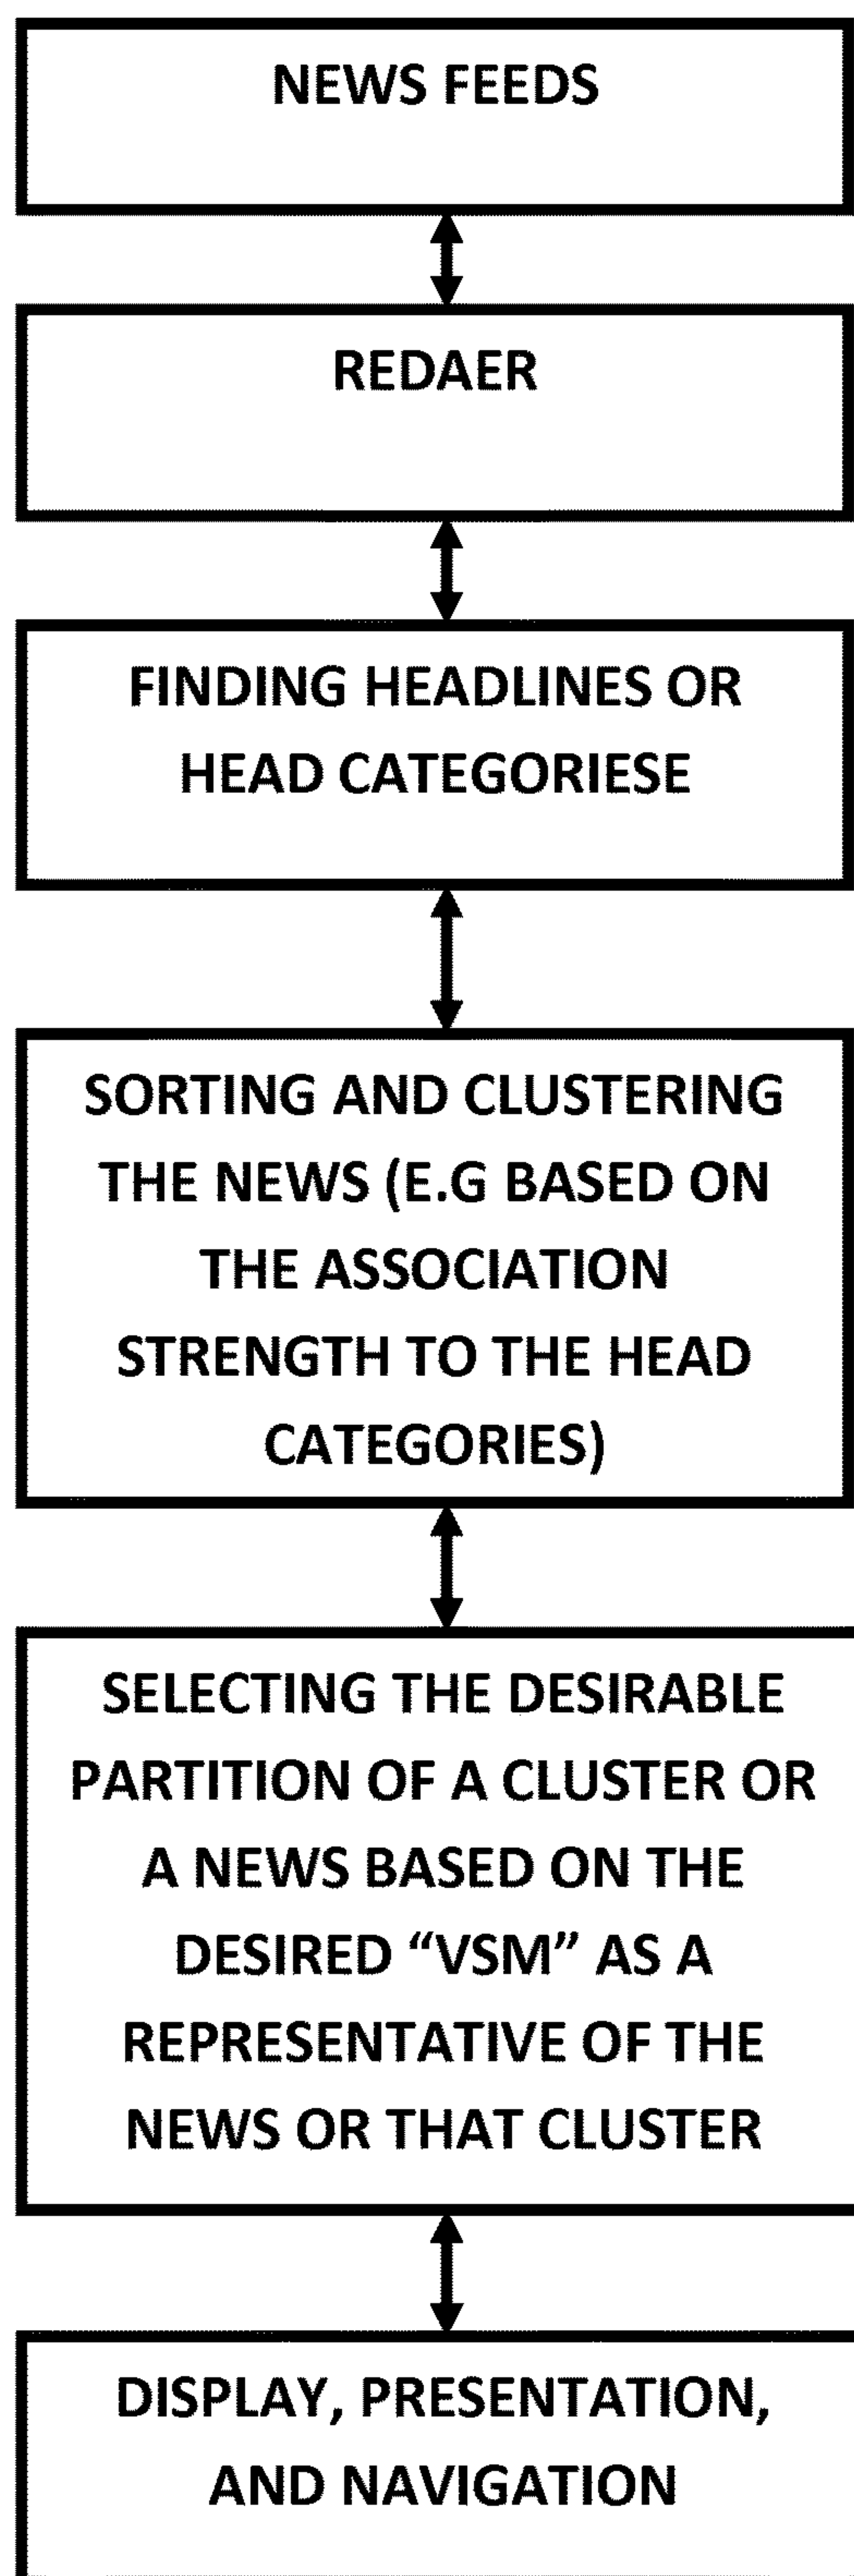 NEWS FEEDS
REDAER
FINDING HEADLINES OR
HEAD CATEGORIESE
SORTING AND CLUSTERING
THE NEWS (E.G BASED ON
THE ASSOCIATION
STRENGTH TO THE HEAD
CATEGORIES)
SELECTING THE DESIRABLE
PARTITION OF A CLUSTER OR
A NEWS BASED ON THE
DESIRED “VSM” AS A
REPRESENTATIVE OF THE
NEWS OR THAT CLUSTER
DISPLAY, PRESENTATION,
AND NAVIGATION